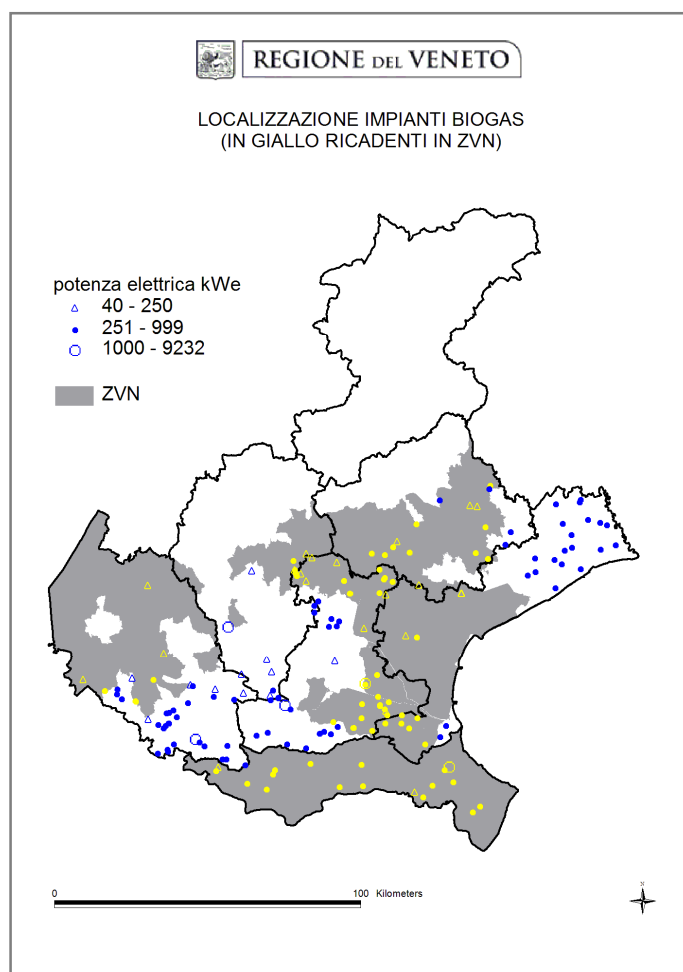 REGIONE DEL VENETO
LOCALIZZAZIONE IMPIANTI BIOGAS
(IN GIALLO RICADENTI IN ZVN)
potenza elettrica kWe
40 - 250
251 - 999
1000 - 9232
ZVN
0
100 Kilometers